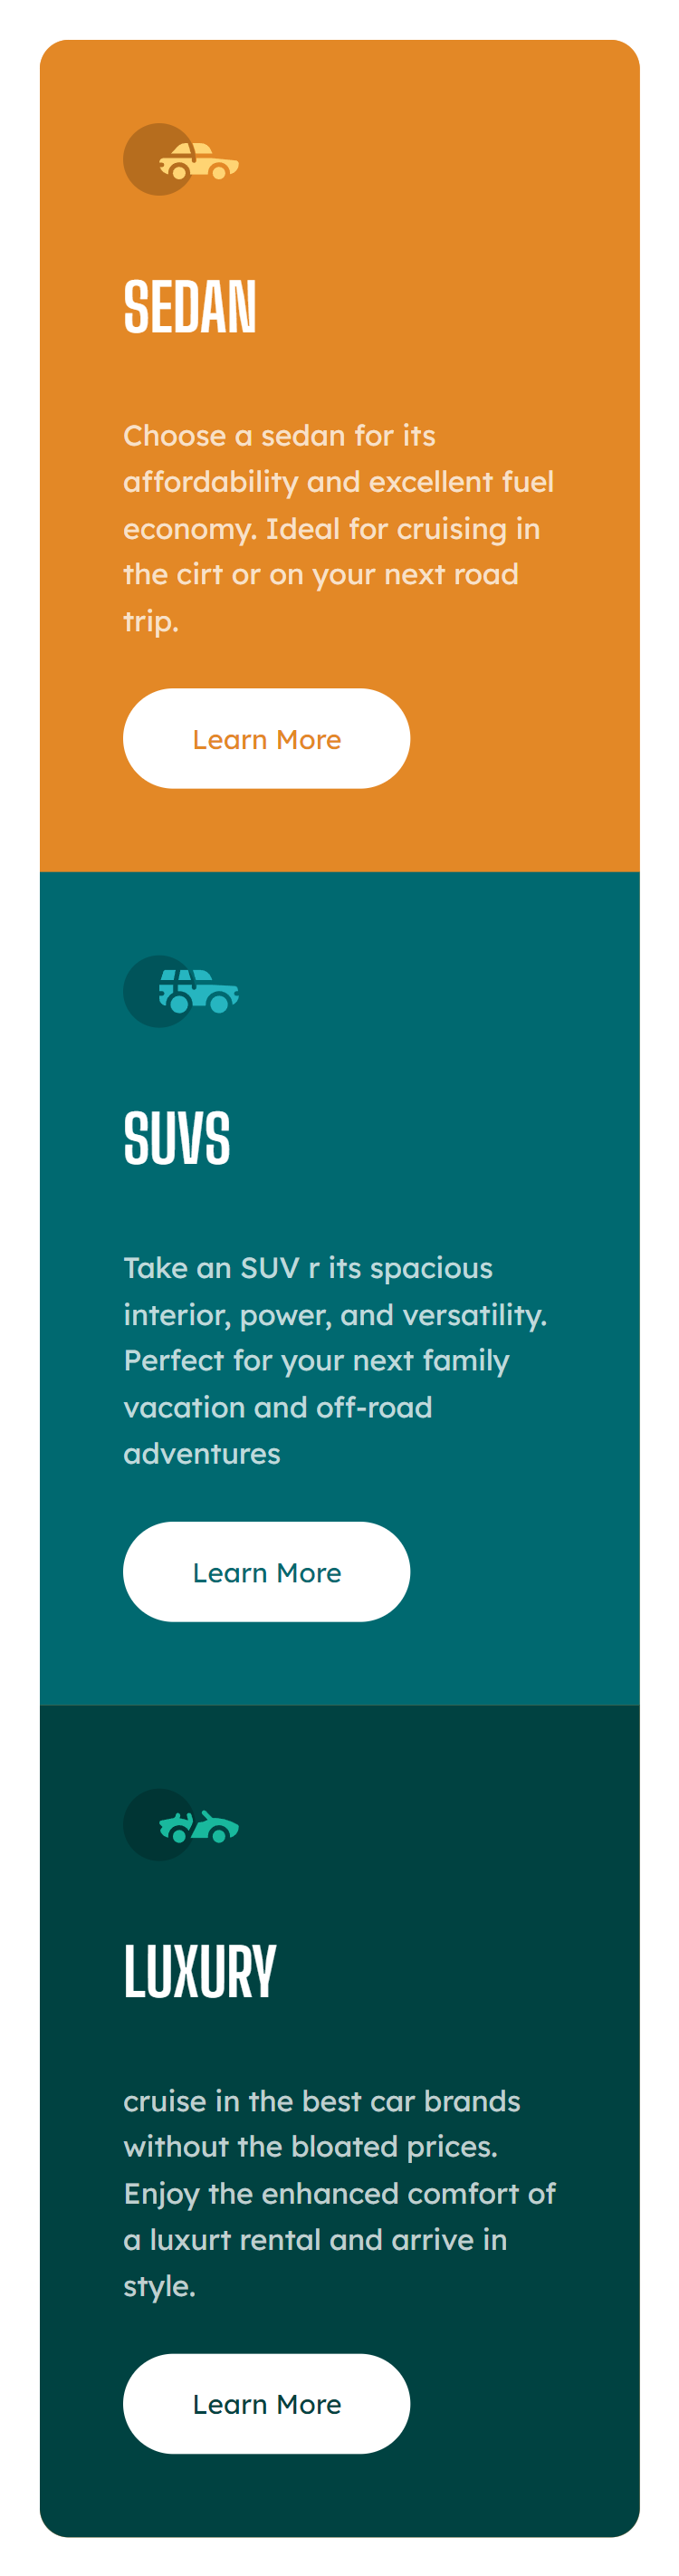 SEDAN
Choose a sedan for its
affordability and excellent fuel
economy. Ideal for cruising in
the cirt or on your next road
trip.
Learn More
SUVS
Take an SUV r its spacious
interior, power, and versatility.
Perfect for your next family
vacation and off-road
adventures
Learn More
LUXURY
cruise in the best car brands
without the bloated prices.
Enjoy the enhanced comfort of
a luxurt rental and arrive in
style.
Learn More